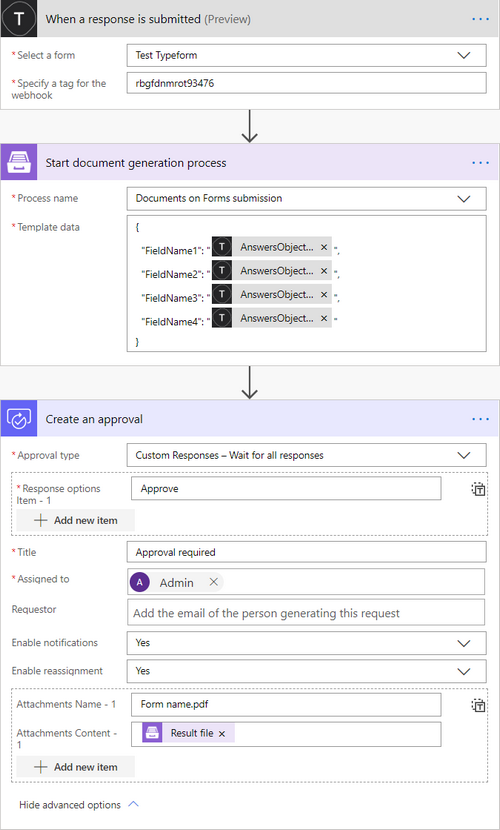 T When a response is submitted (Preview) ...
* Select a form Test Typeform
* Specify a tag for the webhook rbgfdnmrot93476
Start document generation process ...
* Process name Documents on Forms submission
* Template data {
"FieldName1": " T AnswersObject... × ",
"FieldName2": " T AnswersObject... × ",
"FieldName3": " T AnswersObject... × ",
"FieldName4": " T AnswersObject... × "
}
Create an approval ...
* Approval type Custom Responses – Wait for all responses
* Response options Item - 1 Approve
+ Add new item
* Title Approval required
* Assigned to A Admin ×
Requestor Add the email of the person generating this request
Enable notifications Yes
Enable reassignment Yes
Attachments Name - 1 Form name.pdf
Attachments Content - 1 Result file ×
+ Add new item
Hide advanced options